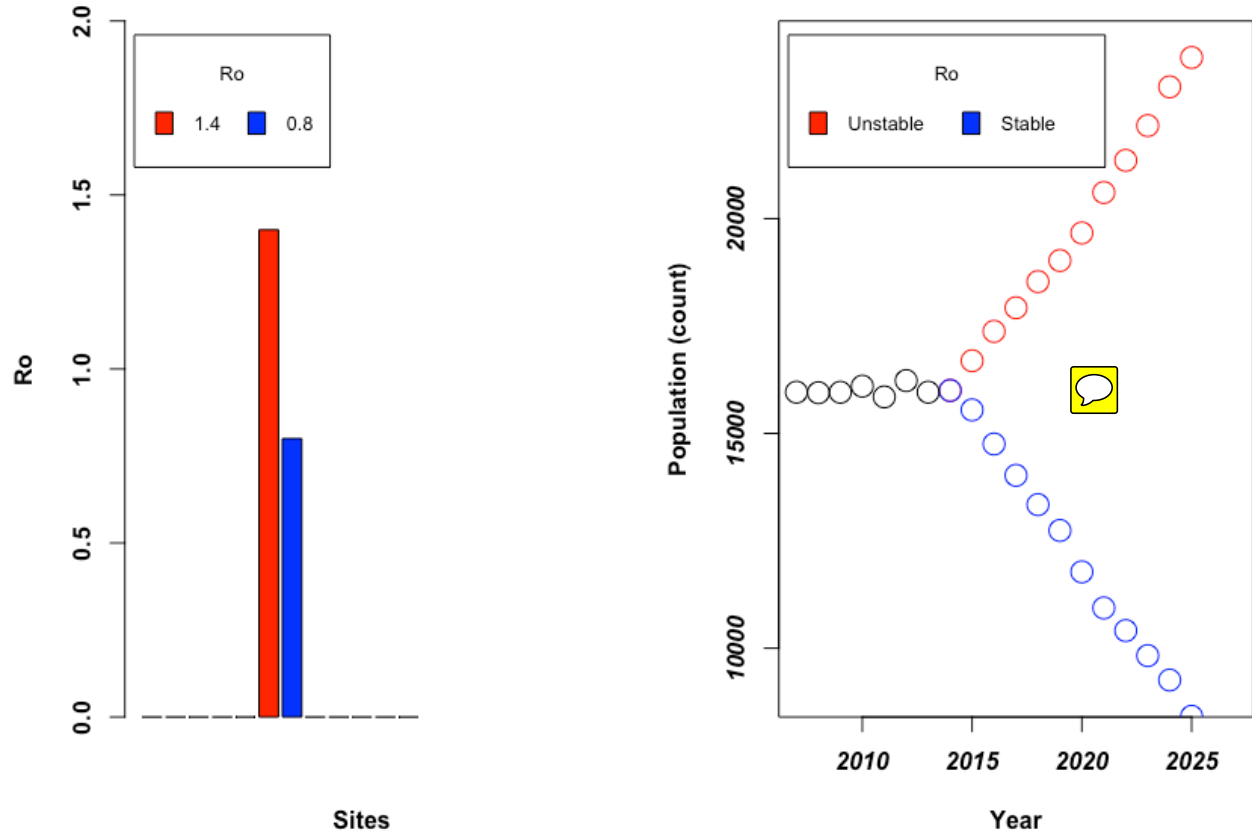 Ro
1.4 0.8
2.0
1.5
1.0
0.5
0.0
Ro
Sites
Ro
Unstable Stable
20000
15000
10000
Population (count)
2010 2015 2020 2025
Year